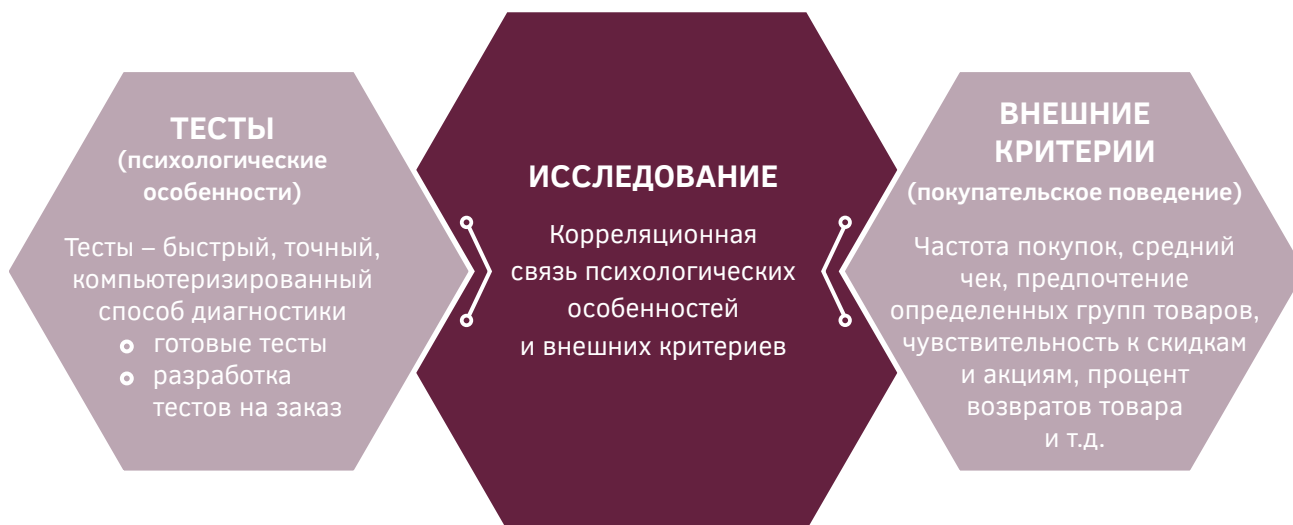 ТЕСТЫ
(психологические
особенности)
Тесты – быстрый, точный,
компьютеризированный
способ диагностики
готовые тесты
разработка
тестов на заказ
ИССЛЕДОВАНИЕ
Корреляционная
связь психологических
особенностей
и внешних критериев
ВНЕШНИЕ
КРИТЕРИИ
(покупательское поведение)
Частота покупок, средний
чек, предпочтение
определенных групп товаров,
чувствительность к скидкам
и акциям, процент
возвратов товара
и т.д.